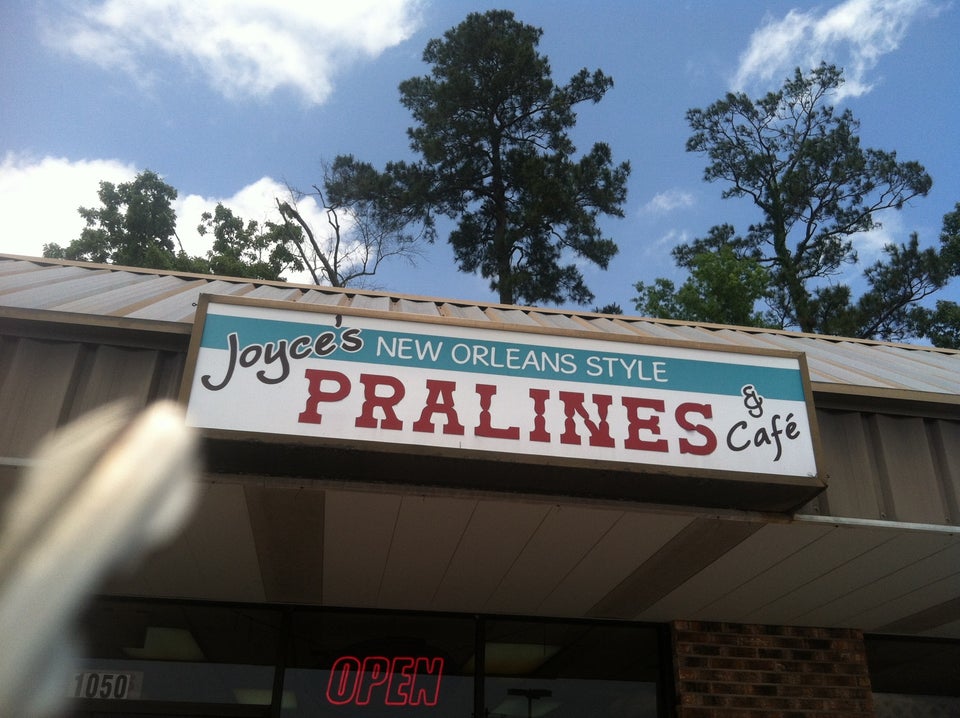 Joyce's NEW ORLEANS STYLE
PRALINES & Café
OPEN
1050